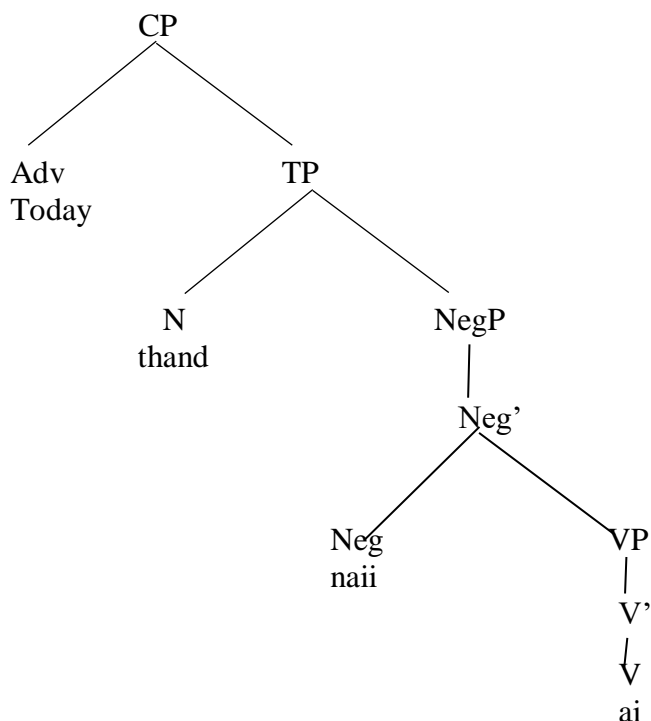 CP
Adv TP
Today
N NegP
thand
Neg’
Neg VP
naii
V’
V
ai